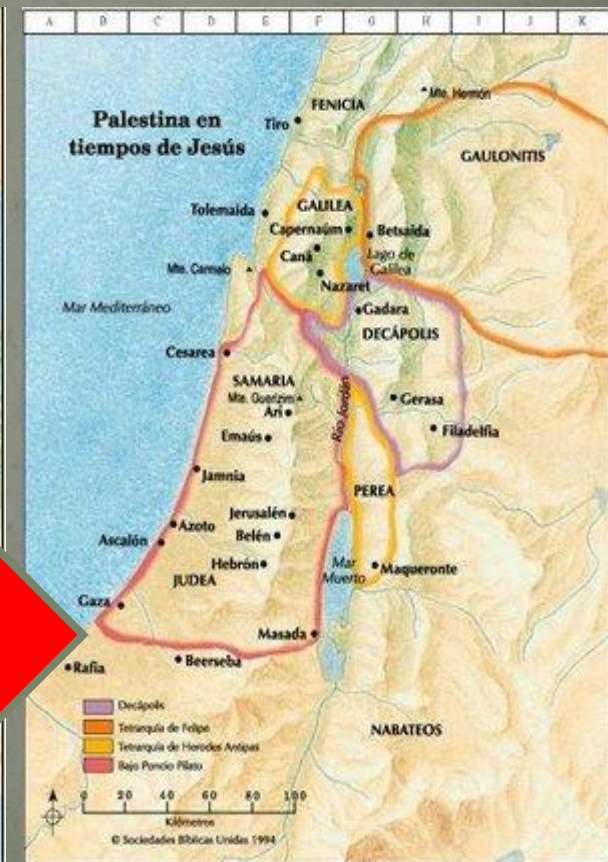 A B C D E F G H I J K
Palestina en
tiempos de Jesús
FENICIA
Mte. Hermón
Tiro
GAULONITIS
Tolemaida
GALILEA
Capernaúm
Betsaida
Caná
Lago de
Galilea
Mte. Carmelo
Nazaret
Mar Mediterráneo
Gadara
DECÁPOLIS
Cesarea
SAMARIA
Mte. Guerizim
Ari
Gerasa
Río Jordán
Emaús
Filadelfia
Jamnia
PEREA
Jerusalén
Azoto
Belén
Ascalón
Hebrón
Mar
Muerto
Maqueronte
JUDEA
Gaza
Masada
Beerseba
Rafia
Decápolis
Tetrarquía de Felipe
Tetrarquía de Herodes Antipas
Bajo Poncio Pilato
NABATEOS
0 20 40 60 80 100
Kilómetros
© Sociedades Bíblicas Unidas 1994